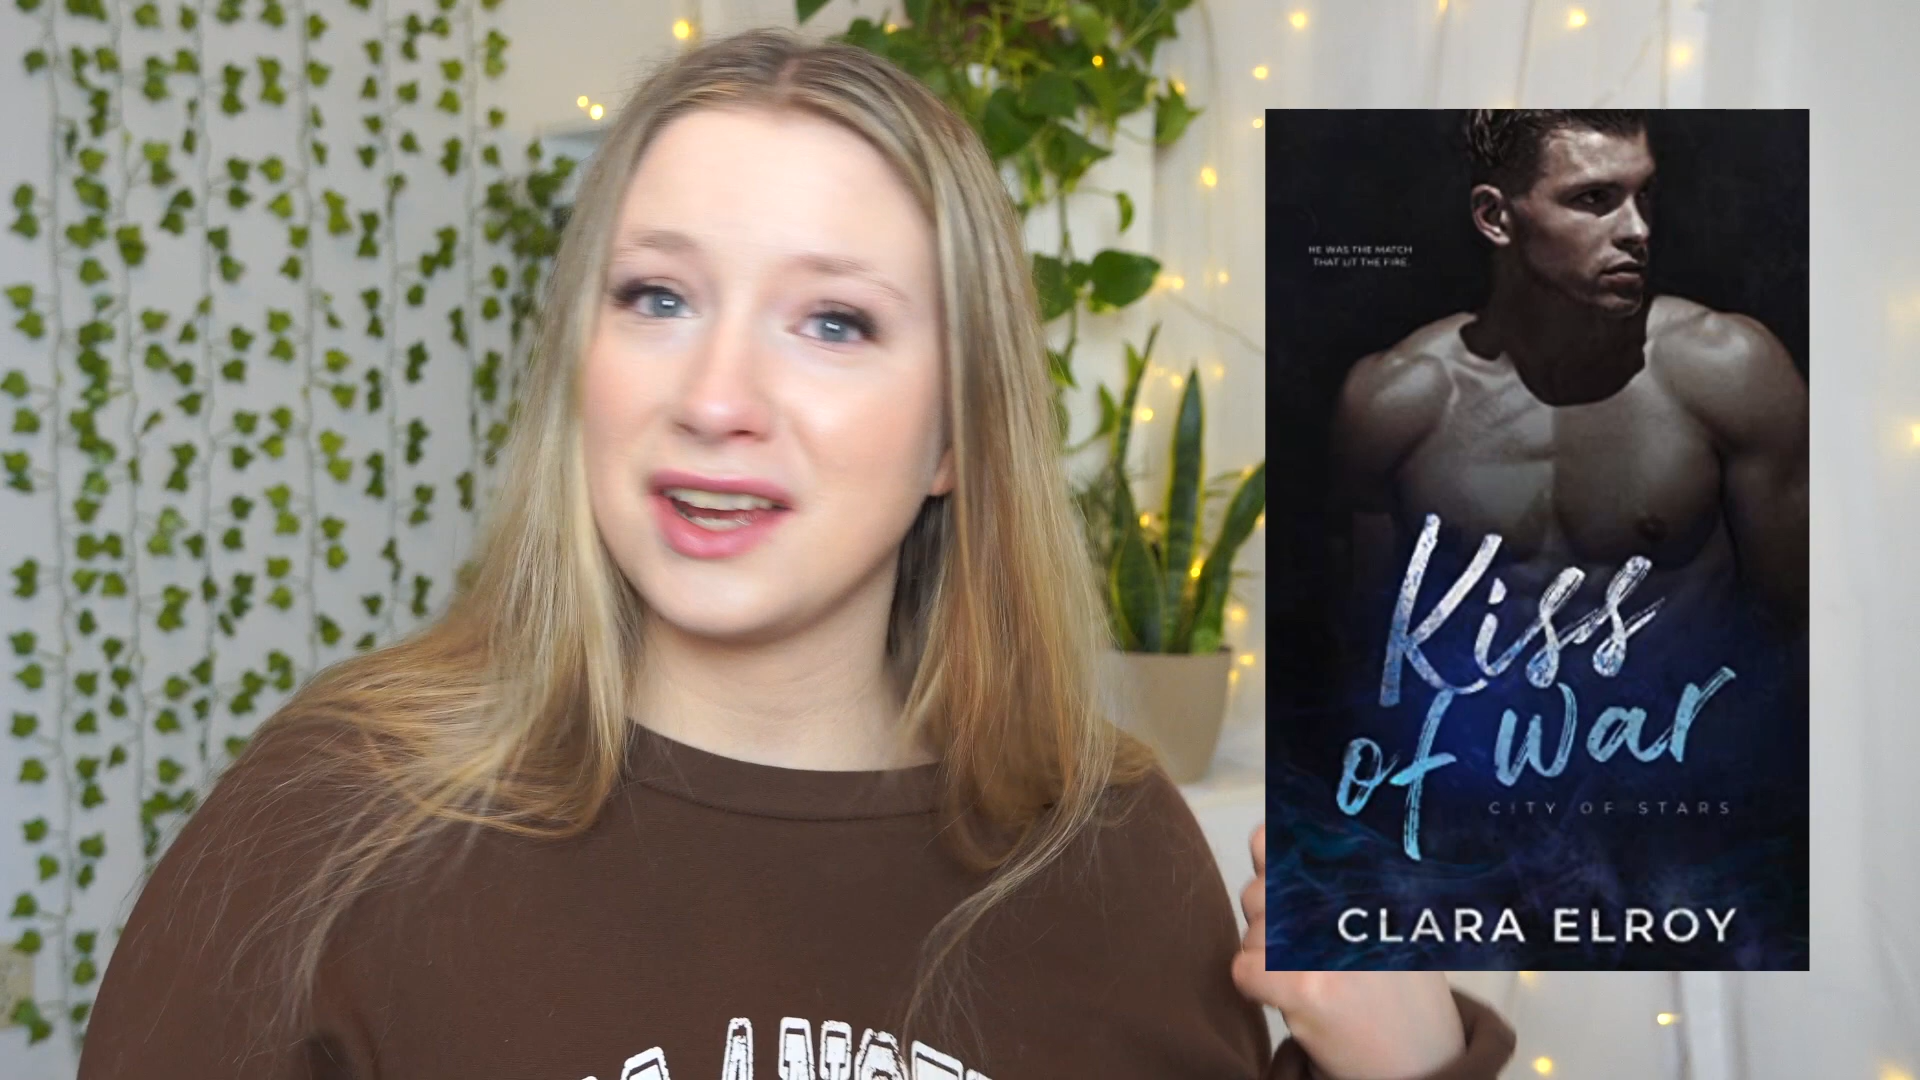 HE WAS THE MATCH
THAT LIT THE FIRE.
Kiss
of war
CITY OF STARS
CLARA ELROY